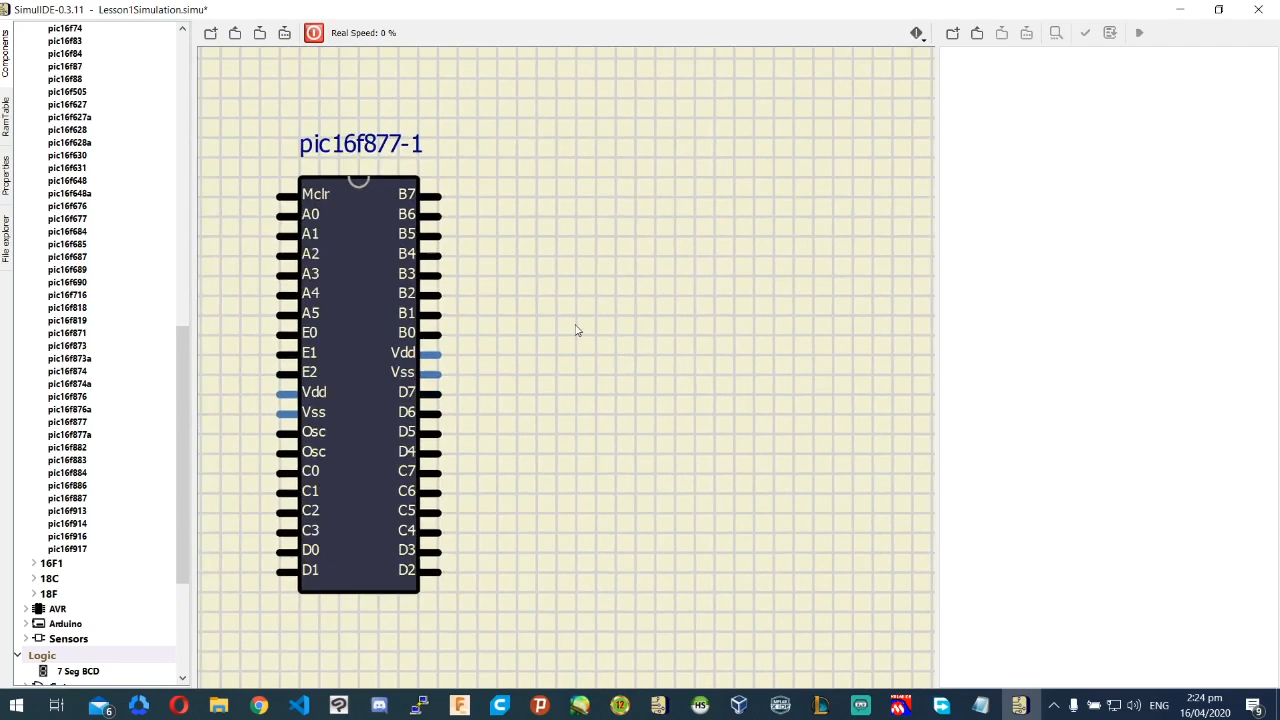 SimulIDE-0.3.11 - Lesson1Simulation.simu*
Components
RamTable
Properties
File explorer
pic16f74
pic16f83
pic16f84
pic16f87
pic16f88
pic16f505
pic16f627
pic16f627a
pic16f628
pic16f628a
pic16f630
pic16f631
pic16f648
pic16f648a
pic16f676
pic16f677
pic16f684
pic16f685
pic16f687
pic16f689
pic16f690
pic16f716
pic16f818
pic16f819
pic16f871
pic16f873
pic16f873a
pic16f874
pic16f874a
pic16f876
pic16f876a
pic16f877
pic16f877a
pic16f882
pic16f883
pic16f884
pic16f886
pic16f887
pic16f913
pic16f914
pic16f916
pic16f917
16F1
18C
18F
AVR
Arduino
Sensors
Logic
7 Seg BCD
Real Speed: 0 %
pic16f877-1
Mclr B7
A0 B6
A1 B5
A2 B4
A3 B3
A4 B2
A5 B1
E0 B0
E1 Vdd
E2 Vss
Vdd D7
Vss D6
Osc D5
Osc D4
C0 C7
C1 C6
C2 C5
C3 C4
D0 D3
D1 D2
6
12
HS
ENG
2:24 pm
16/04/2020
9